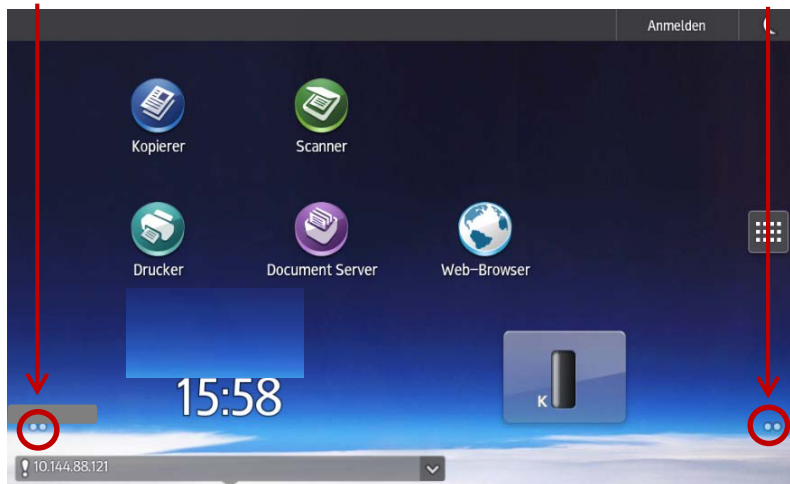 Anmelden
Kopierer
Scanner
Drucker
Document Server
Web-Browser
15:58
K
10.144.88.121